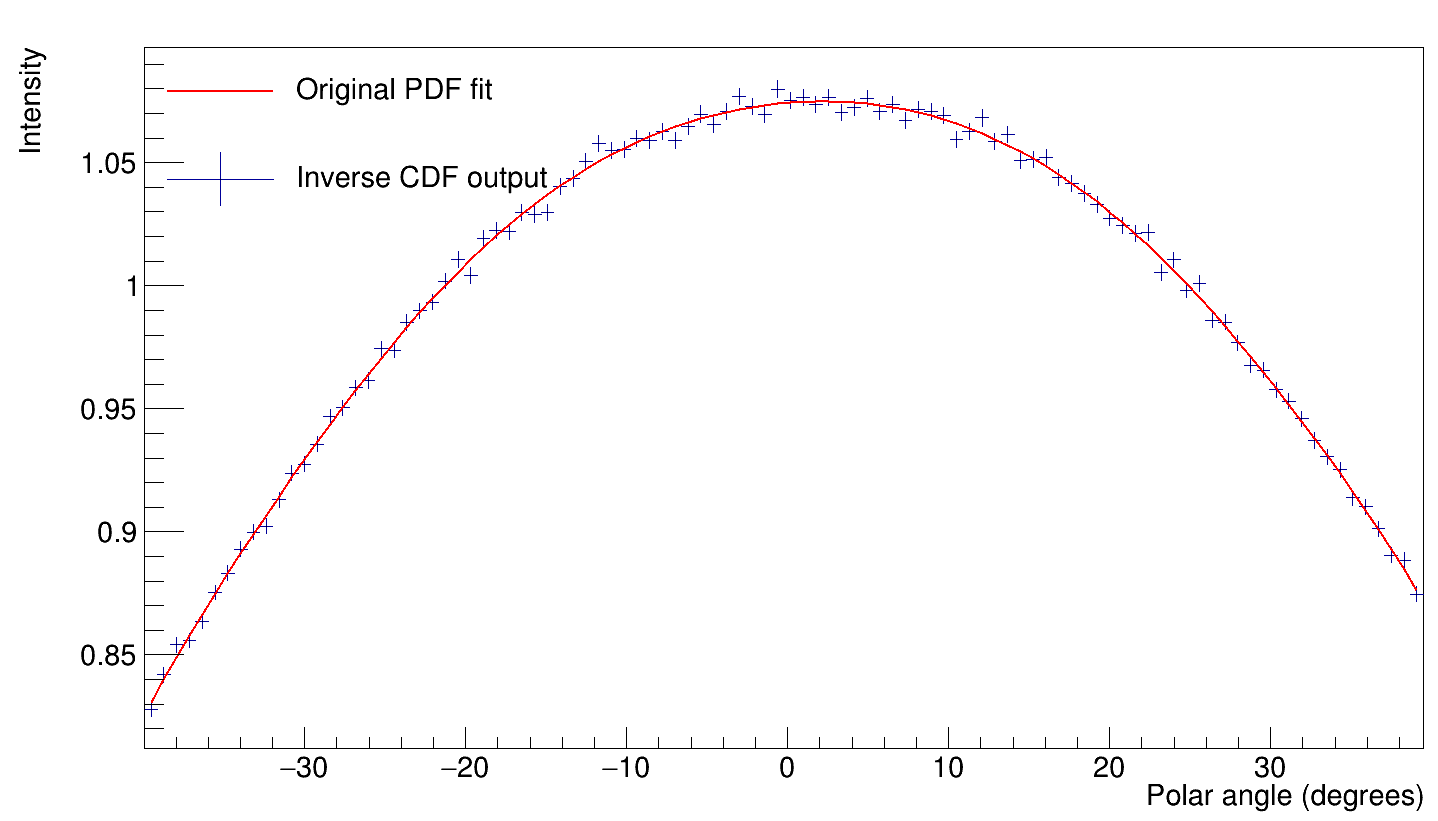 Intensity
Original PDF fit
Inverse CDF output
1.05
1
0.95
0.9
0.85
−30 −20 −10 0 10 20 30
Polar angle (degrees)